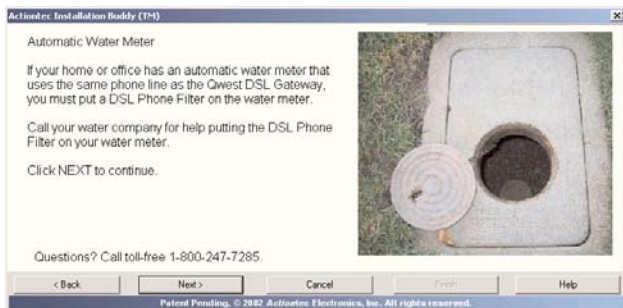 Actiontec Installation Buddy (TM)
Automatic Water Meter
If your home or office has an automatic water meter that
uses the same phone line as the Qwest DSL Gateway,
you must put a DSL Phone Filter on the water meter.
Call your water company for help putting the DSL Phone
Filter on your water meter.
Click NEXT to continue.
Questions? Call toll-free 1-800-247-7285.
< Back Next > Cancel Finish Help
Patent Pending, © 2002 Actiontec Electronics, Inc. All rights reserved.